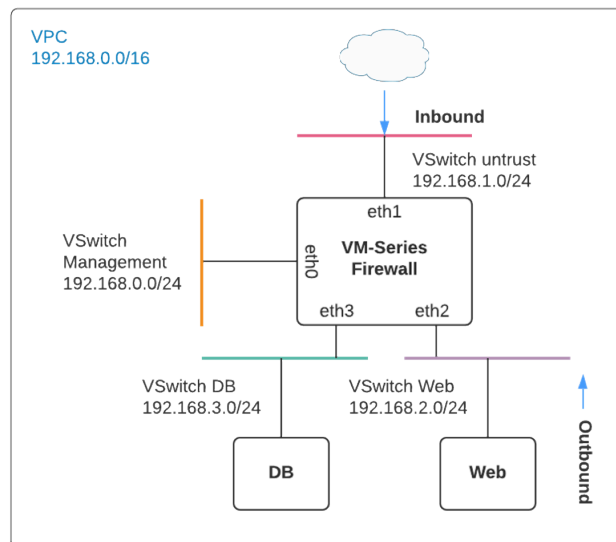 VPC
192.168.0.0/16
Inbound
VSwitch untrust
192.168.1.0/24
eth1
VM-Series
Firewall
eth0
VSwitch
Management
192.168.0.0/24
eth3
eth2
VSwitch DB
192.168.3.0/24
VSwitch Web
192.168.2.0/24
Outbound
DB
Web